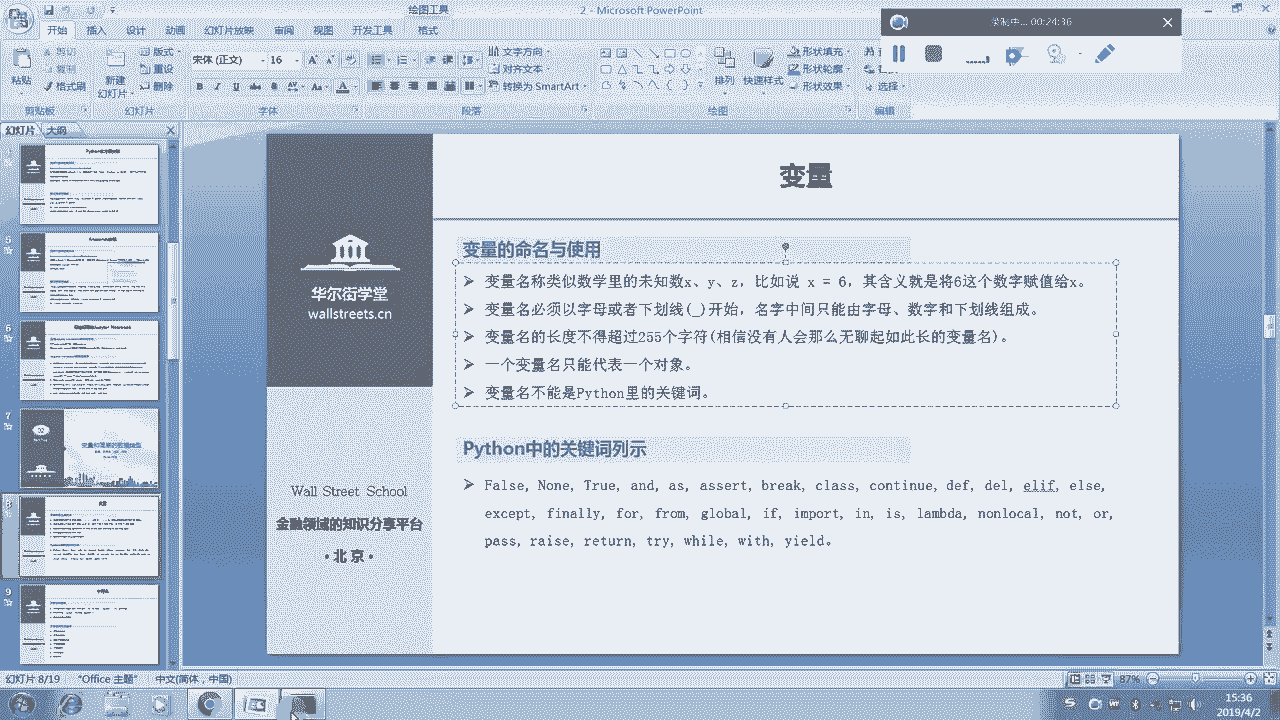 绘图工具
2 - Microsoft PowerPoint
录制中... 00:24:36
开始 插入 设计 动画 幻灯片放映 审阅 视图 开发工具 格式
剪切
复制
格式刷
粘贴
剪贴板
新建
幻灯片
版式
重设
删除
幻灯片
宋体 (正文) 16
字体
文字方向
对齐文本
转换为 SmartArt
段落
排列 快速样式
形状填充
形状轮廓
形状效果
绘图
选择
编辑
幻灯片 大纲
5
6
7
8
9
变量
华尔街学堂
wallstreets.cn
Wall Street School
金融领域的知识分享平台
·北 京·
变量的命名与使用
➢ 变量名称类似数学里的未知数x、y、z，比如说 x = 6，其含义就是将6这个数字赋值给x。
➢ 变量名必须以字母或者下划线(_)开始，名字中间只能由字母、数字和下划线组成。
➢ 变量名的长度不得超过255个字符(相信没有人这么无聊起如此长的变量名)。
➢ 一个变量名只能代表一个对象。
➢ 变量名不能是Python里的关键词。
Python中的关键词列示
➢ False, None, True, and, as, assert, break, class, continue, def, del, elif, else,
except, finally, for, from, global, if, import, in, is, lambda, nonlocal, not, or,
pass, raise, return, try, while, with, yield。
幻灯片 8/19 "Office 主题" 中文(简体，中国)
87%
15:36
2019/4/2